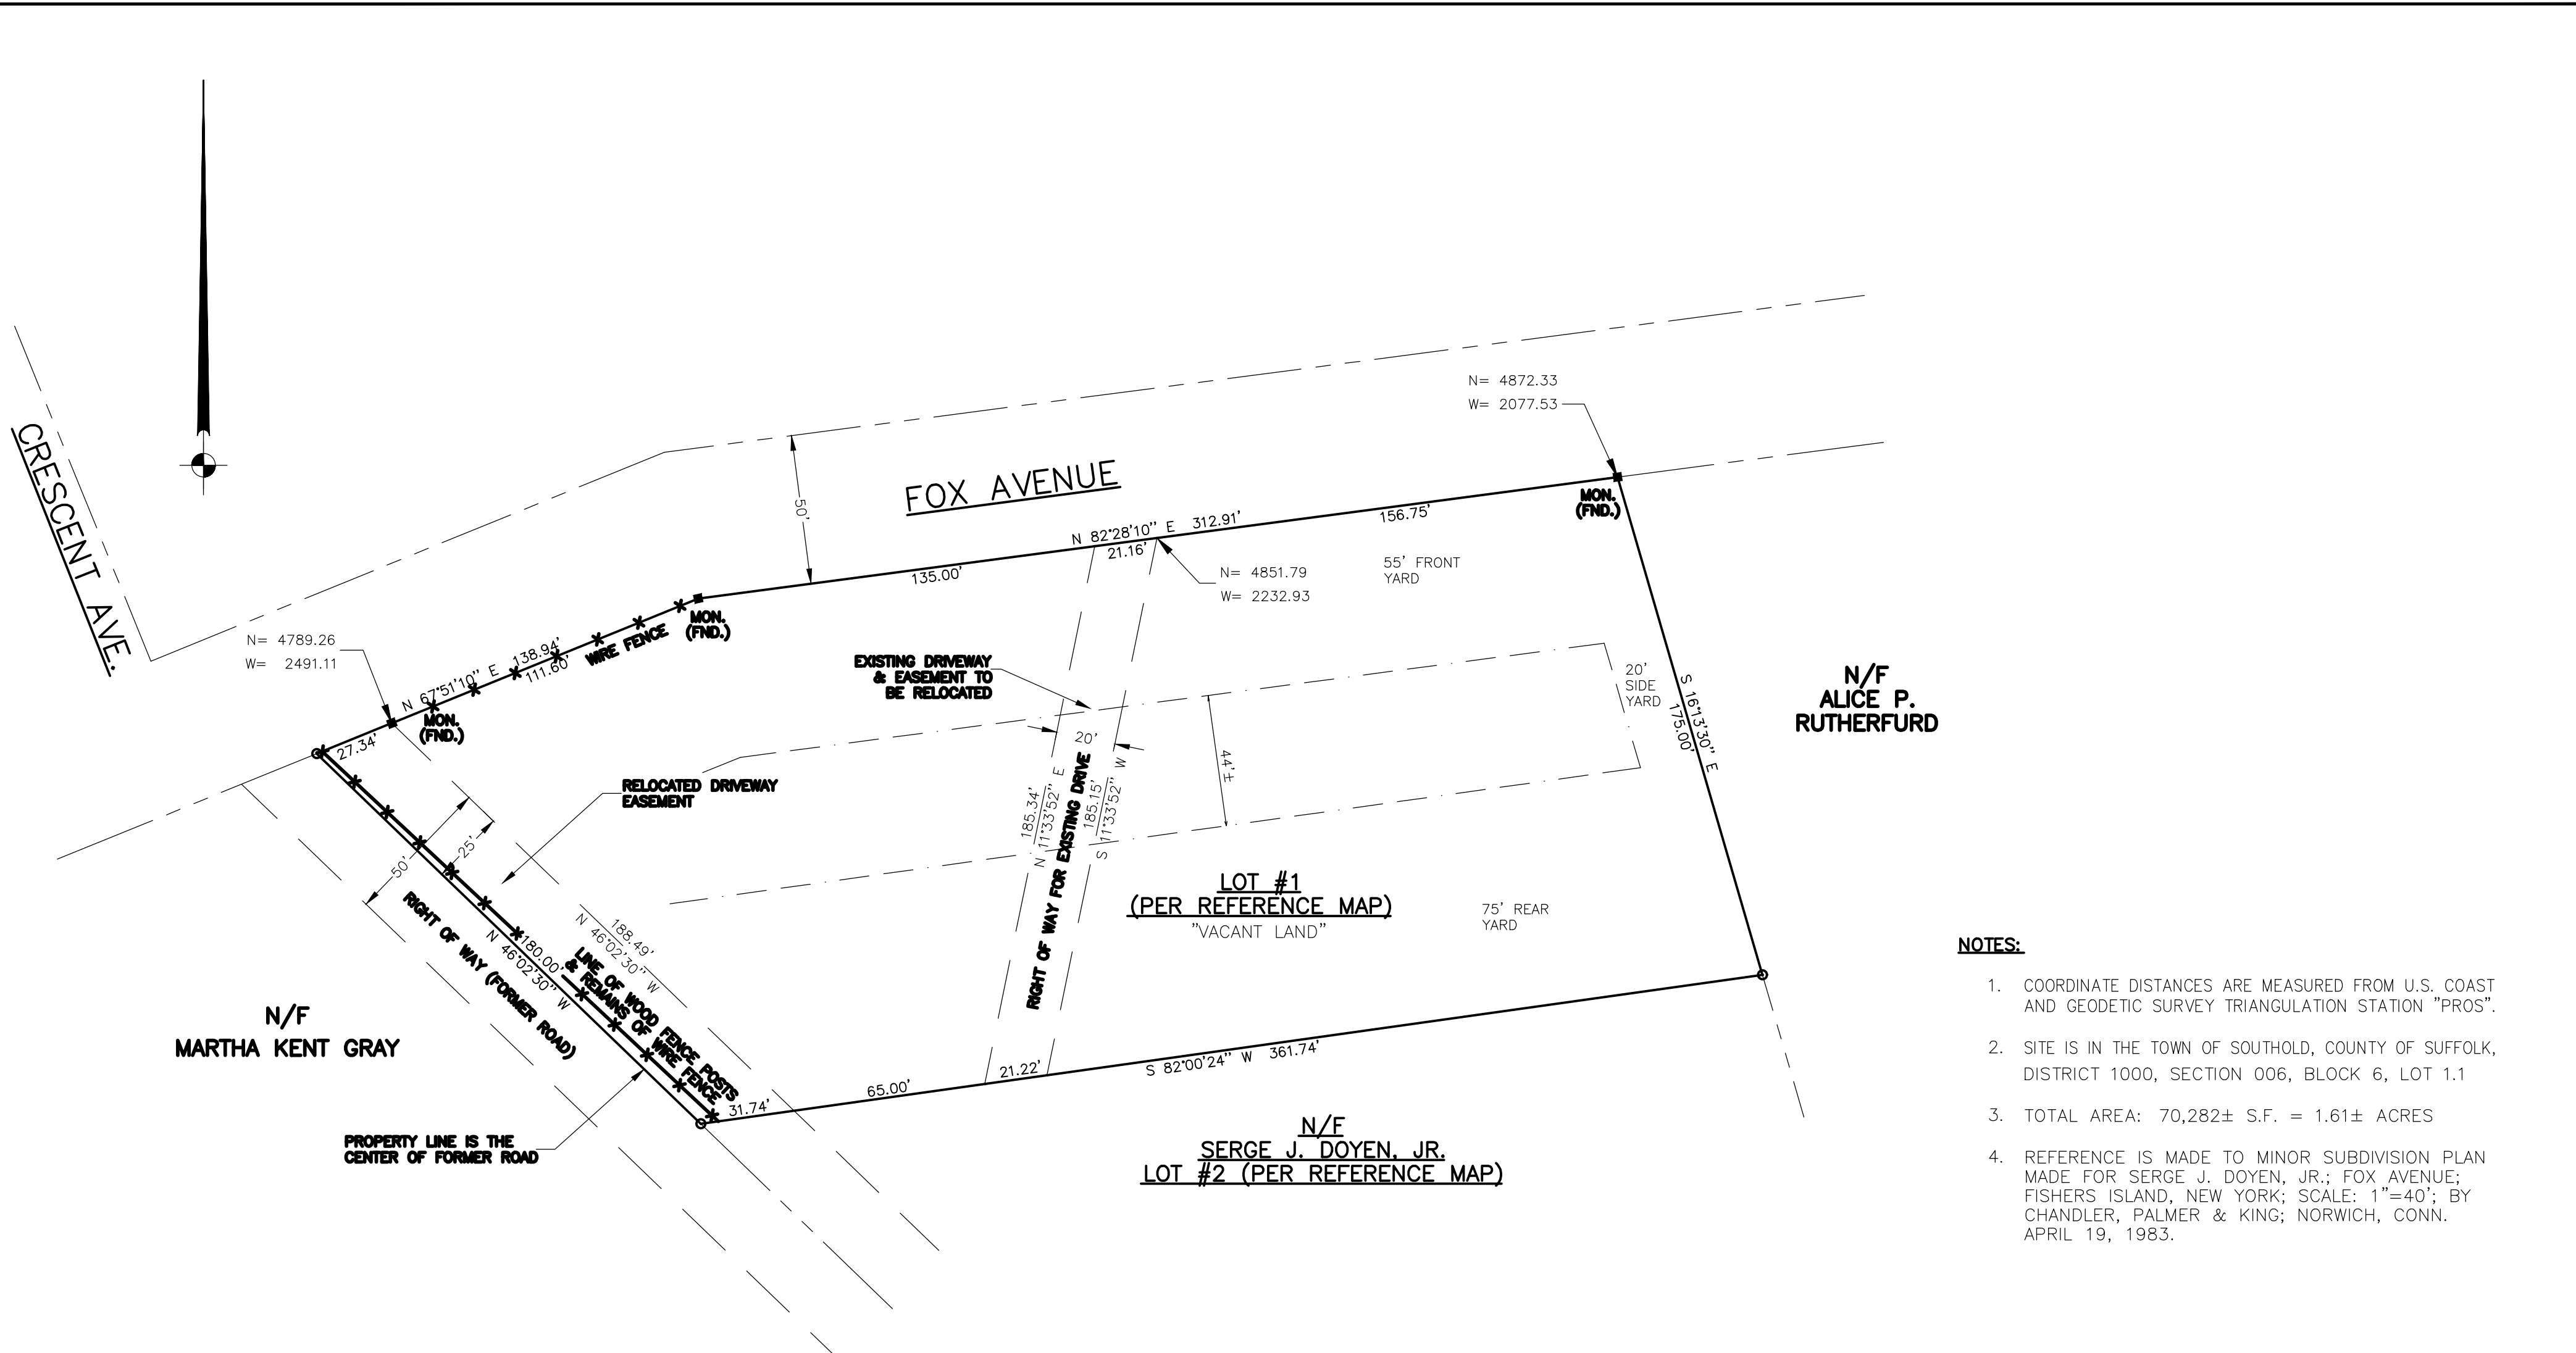 CRESCENT AVE.
FOX AVENUE
50'
N= 4872.33
W= 2077.53
MON.
(FND.)
N 82°28'10" E 312.91'
135.00'
21.16'
156.75'
N= 4851.79
W= 2232.93
55' FRONT
YARD
N= 4789.26
W= 2491.11
N 67°51'10" E 138.94'
111.60'
WIRE FENCE
MON.
(FND.)
MON.
(FND.)
27.34'
EXISTING DRIVEWAY
& EASEMENT TO
BE RELOCATED
20'
SIDE
YARD
S 16°13'30" E
175.00'
N/F
ALICE P.
RUTHERFURD
RELOCATED DRIVEWAY
EASEMENT
20'
44'±
185.34'
N 11°33'52" E
RIGHT OF WAY FOR EXISTING DRIVE
185.15'
S 11°33'52" W
25'
50'
LOT #1
(PER REFERENCE MAP)
"VACANT LAND"
75' REAR
YARD
188.49'
N 46°02'30" W
LINE OF WOOD FENCE POSTS
& REMAINS OF WIRE FENCE
180.00'
N 46°02'30" W
RIGHT OF WAY (FORMER ROAD)
N/F
MARTHA KENT GRAY
PROPERTY LINE IS THE
CENTER OF FORMER ROAD
31.74'
65.00'
21.22'
S 82°00'24" W 361.74'
N/F
SERGE J. DOYEN, JR.
LOT #2 (PER REFERENCE MAP)
NOTES:
1. COORDINATE DISTANCES ARE MEASURED FROM U.S. COAST
AND GEODETIC SURVEY TRIANGULATION STATION "PROS".
2. SITE IS IN THE TOWN OF SOUTHOLD, COUNTY OF SUFFOLK,
DISTRICT 1000, SECTION 006, BLOCK 6, LOT 1.1
3. TOTAL AREA: 70,282± S.F. = 1.61± ACRES
4. REFERENCE IS MADE TO MINOR SUBDIVISION PLAN
MADE FOR SERGE J. DOYEN, JR.; FOX AVENUE;
FISHERS ISLAND, NEW YORK; SCALE: 1"=40'; BY
CHANDLER, PALMER & KING; NORWICH, CONN.
APRIL 19, 1983.